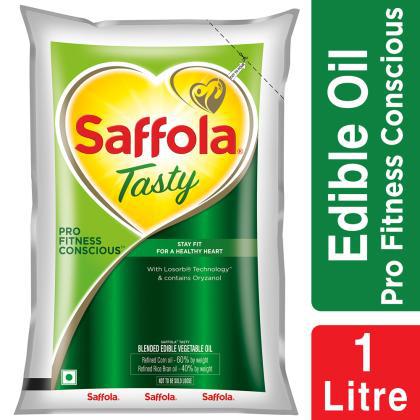 Saffola®
Tasty
PRO
FITNESS
CONSCIOUS
STAY FIT
FOR A HEALTHY HEART
With Losorb® Technology™
& contains Oryzanol
SAFFOLA® TASTY
BLENDED EDIBLE VEGETABLE OIL
Refined Corn oil - 60% by weight
Refined Rice Bran oil - 40% by weight
NOT TO BE SOLD LOOSE
Saffola. Saffola. Saffola.
Edible Oil
Pro Fitness Conscious
1
Litre